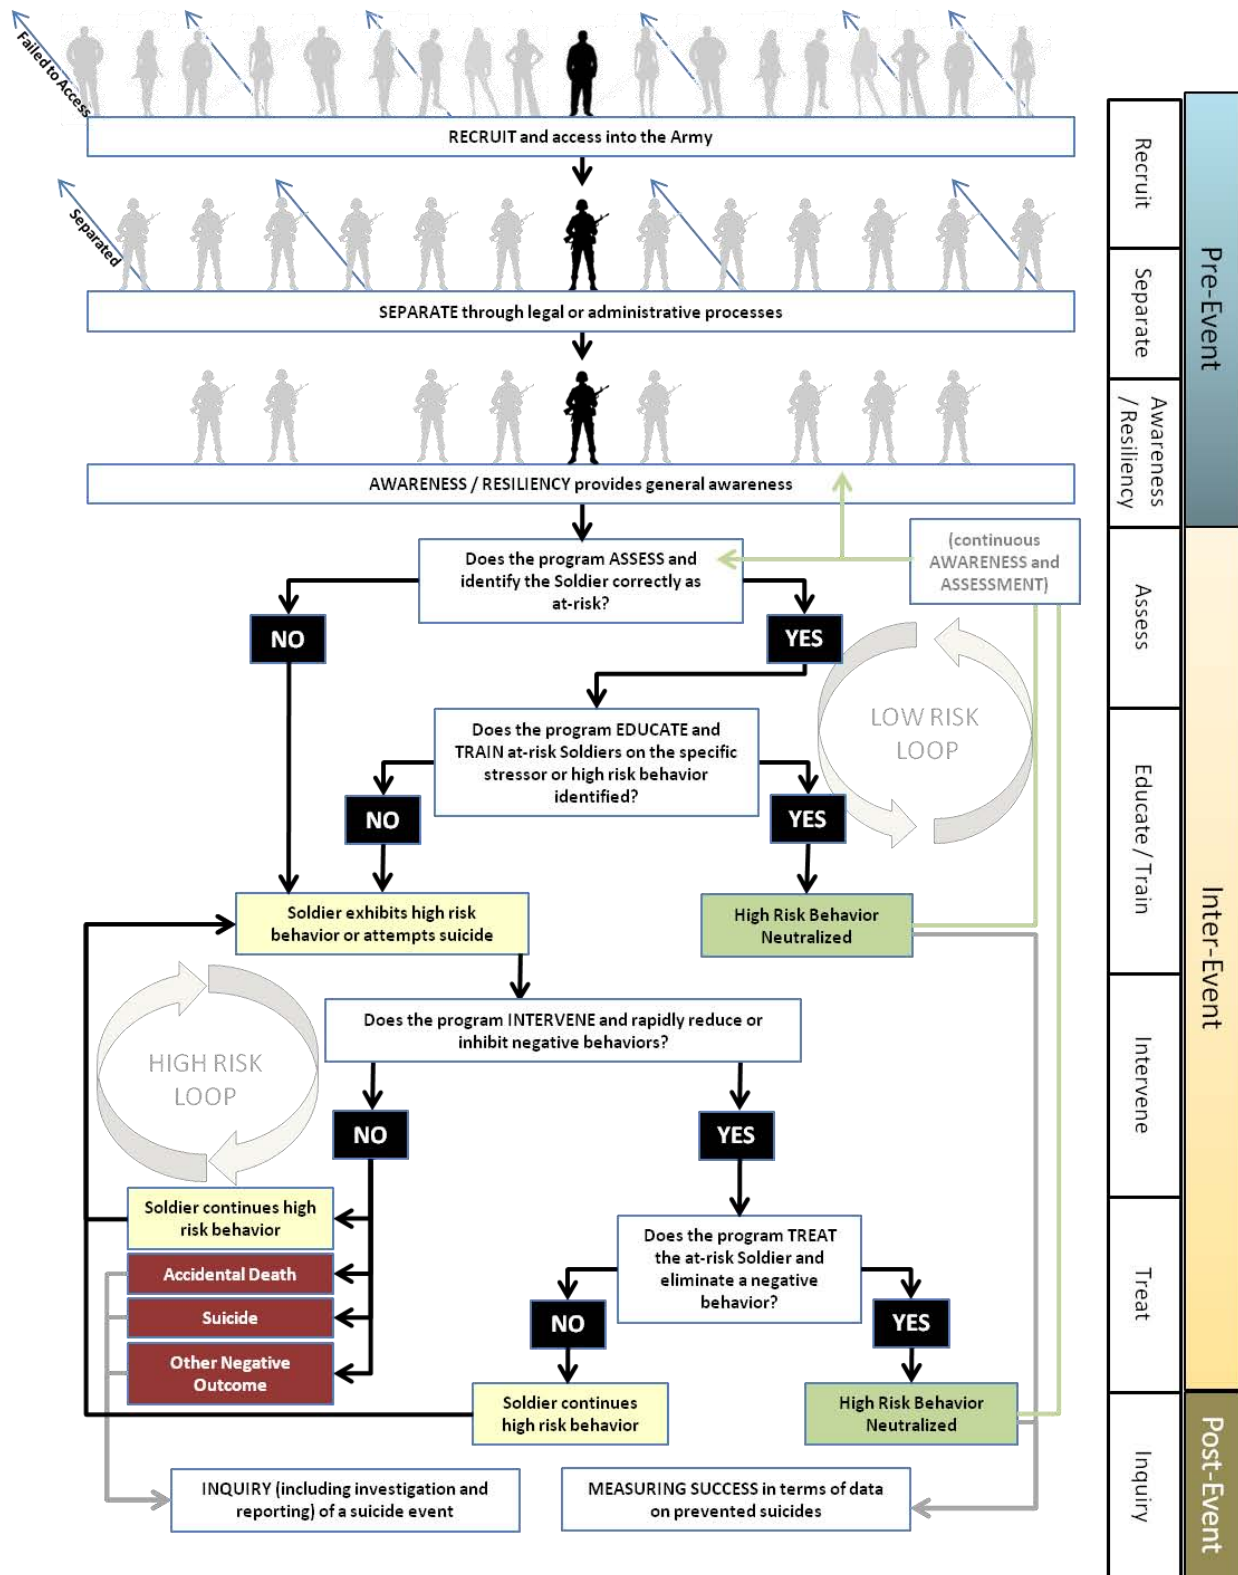 Failed to Access
RECRUIT and access into the Army
Separated
SEPARATE through legal or administrative processes
AWARENESS / RESILIENCY provides general awareness
(continuous
AWARENESS and
ASSESSMENT)
Does the program ASSESS and
identify the Soldier correctly as
at-risk?
NO
YES
LOW RISK
LOOP
Does the program EDUCATE and
TRAIN at-risk Soldiers on the specific
stressor or high risk behavior
identified?
NO
YES
Soldier exhibits high risk
behavior or attempts suicide
High Risk Behavior
Neutralized
HIGH RISK
LOOP
Does the program INTERVENE and rapidly reduce or
inhibit negative behaviors?
NO
YES
Soldier continues high
risk behavior
Accidental Death
Suicide
Other Negative
Outcome
Does the program TREAT
the at-risk Soldier and
eliminate a negative
behavior?
NO
YES
Soldier continues
high risk behavior
High Risk Behavior
Neutralized
INQUIRY (including investigation and
reporting) of a suicide event
MEASURING SUCCESS in terms of data
on prevented suicides
Recruit
Separate
Awareness
/ Resiliency
Assess
Educate / Train
Intervene
Treat
Inquiry
Pre-Event
Inter-Event
Post-Event